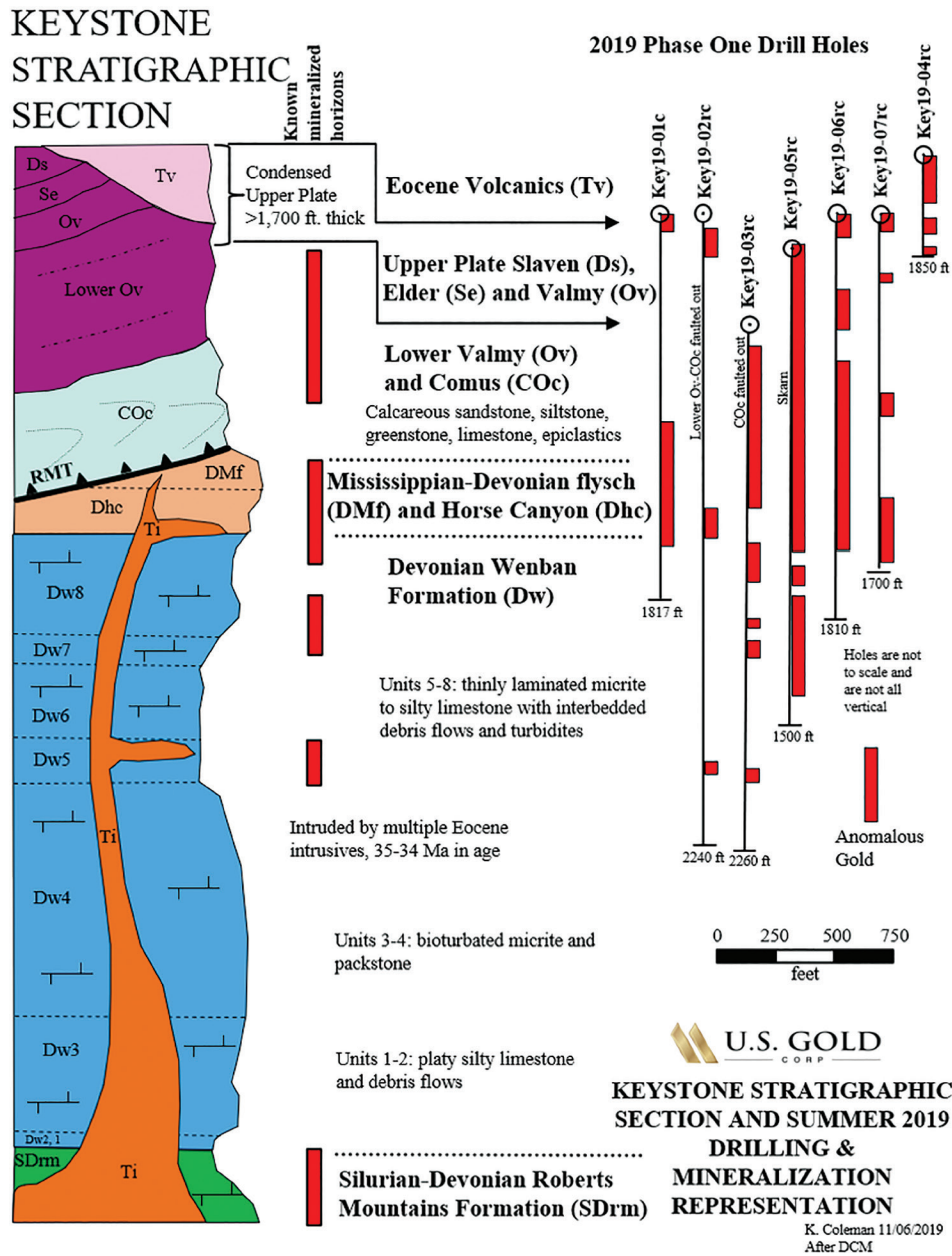 KEYSTONE
STRATIGRAPHIC
SECTION
Known
mineralized
horizons
2019 Phase One Drill Holes
Key19-01c
Key19-02rc
Key19-03rc
Key19-05rc
Key19-06rc
Key19-07rc
Key19-04rc
Ds
Se
Ov
Tv
Lower Ov
COc
RMT
DMf
Dhc
Ti
Dw8
Dw7
Dw6
Dw5
Ti
Dw4
Dw3
Dw2, 1
SDrm
Ti
Condensed
Upper Plate
>1,700 ft. thick
Eocene Volcanics (Tv)
Upper Plate Slaven (Ds),
Elder (Se) and Valmy (Ov)
Lower Valmy (Ov)
and Comus (COc)
Calcareous sandstone, siltstone,
greenstone, limestone, epiclastics
Mississippian-Devonian flysch
(DMf) and Horse Canyon (Dhc)
Devonian Wenban
Formation (Dw)
Units 5-8: thinly laminated micrite
to silty limestone with interbedded
debris flows and turbidites
Intruded by multiple Eocene
intrusives, 35-34 Ma in age
Units 3-4: bioturbated micrite and
packstone
Units 1-2: platy silty limestone
and debris flows
Silurian-Devonian Roberts
Mountains Formation (SDrm)
Lower Ov-COc faulted out
COc faulted out
Skarn
1850 ft
1817 ft
1700 ft
1810 ft
1500 ft
2240 ft
2260 ft
Holes are not
to scale and
are not all
vertical
Anomalous
Gold
0 250 500 750
feet
U.S. GOLD
CORP
KEYSTONE STRATIGRAPHIC
SECTION AND SUMMER 2019
DRILLING &
MINERALIZATION
REPRESENTATION
K. Coleman 11/06/2019
After DCM